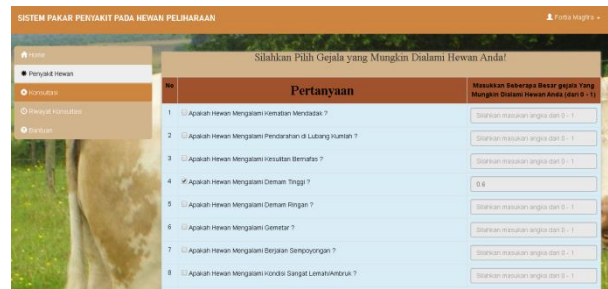 SISTEM PAKAR PENYAKIT PADA HEWAN PELIHARAAN
Fortia Magfira
Home
Penyakit Hewan
Konsultasi
Riwayat Konsultasi
Bantuan
Silahkan Pilih Gejala yang Mungkin Dialami Hewan Anda!
No
Pertanyaan
Masukkan Seberapa Besar gejala Yang
Mungkin Dialami Hewan Anda (dari 0 - 1)
1 Apakah Hewan Mengalami Kematian Mendadak ?
Silahkan masukan angka dari 0 - 1
2 Apakah Hewan Mengalami Pendarahan di Lubang Kumlah ?
Silahkan masukan angka dari 0 - 1
3 Apakah Hewan Mengalami Kesulitan Bernafas ?
Silahkan masukan angka dari 0 - 1
4 Apakah Hewan Mengalami Demam Tinggi ?
0.6
5 Apakah Hewan Mengalami Demam Ringan ?
Silahkan masukan angka dari 0 - 1
6 Apakah Hewan Mengalami Gemetar ?
Silahkan masukan angka dari 0 - 1
7 Apakah Hewan Mengalami Berjalan Sempoyongan ?
Silahkan masukan angka dari 0 - 1
8 Apakah Hewan Mengalami Kondisi Sangat Lemah/Ambruk ?
Silahkan masukan angka dari 0 - 1